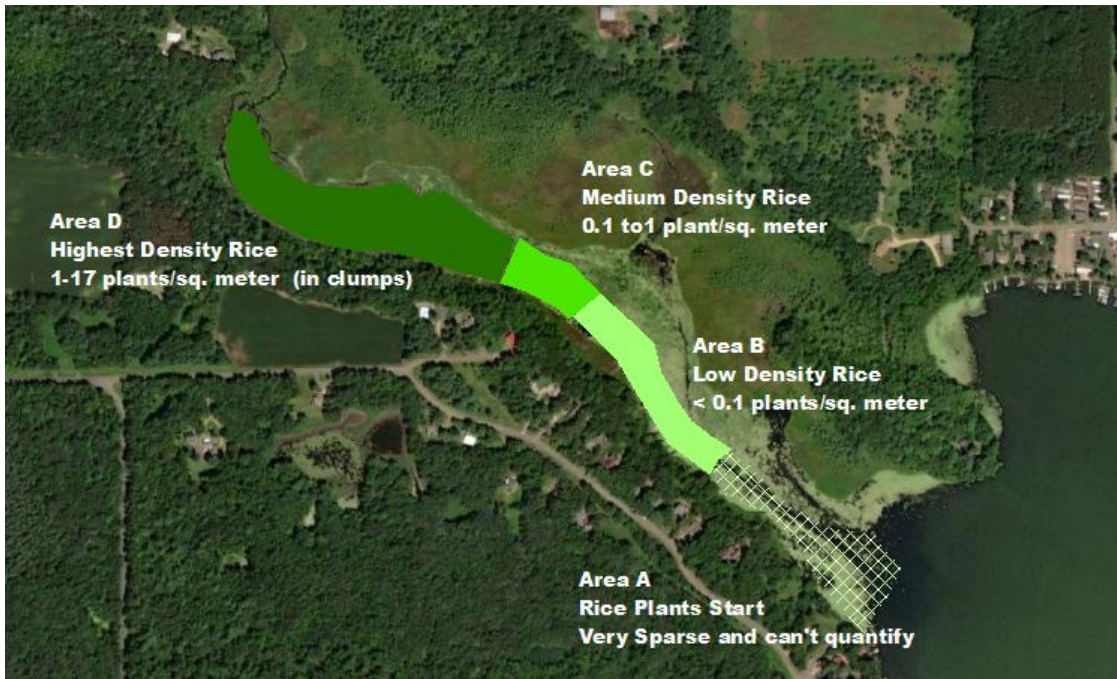 Area C
Medium Density Rice
0.1 to1 plant/sq. meter
Area D
Highest Density Rice
1-17 plants/sq. meter  (in clumps)
Area B
Low Density Rice
< 0.1 plants/sq. meter
Area A
Rice Plants Start
Very Sparse and can't quantify